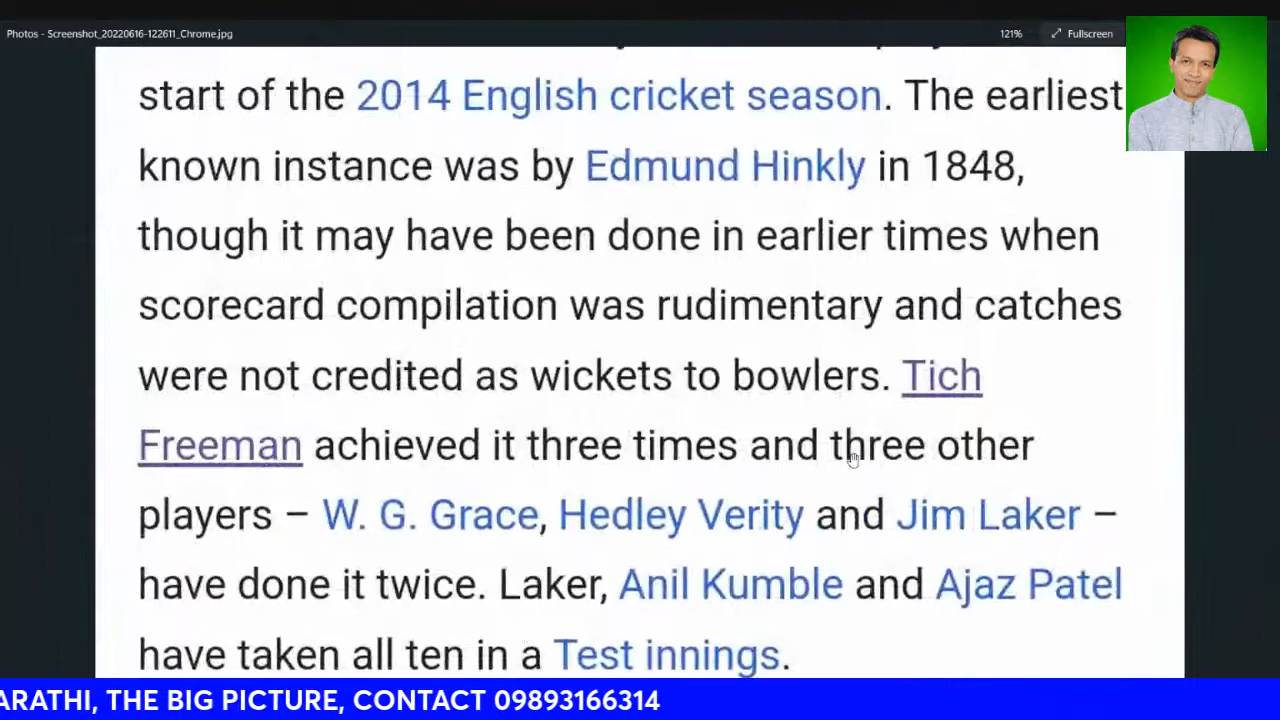 Photos - Screenshot_20220616-122611_Chrome.jpg
121%
Fullscreen
start of the 2014 English cricket season. The earliest
known instance was by Edmund Hinkly in 1848,
though it may have been done in earlier times when
scorecard compilation was rudimentary and catches
were not credited as wickets to bowlers. Tich
Freeman achieved it three times and three other
players – W. G. Grace, Hedley Verity and Jim Laker –
have done it twice. Laker, Anil Kumble and Ajaz Patel
have taken all ten in a Test innings.
ARATHI, THE BIG PICTURE, CONTACT 09893166314